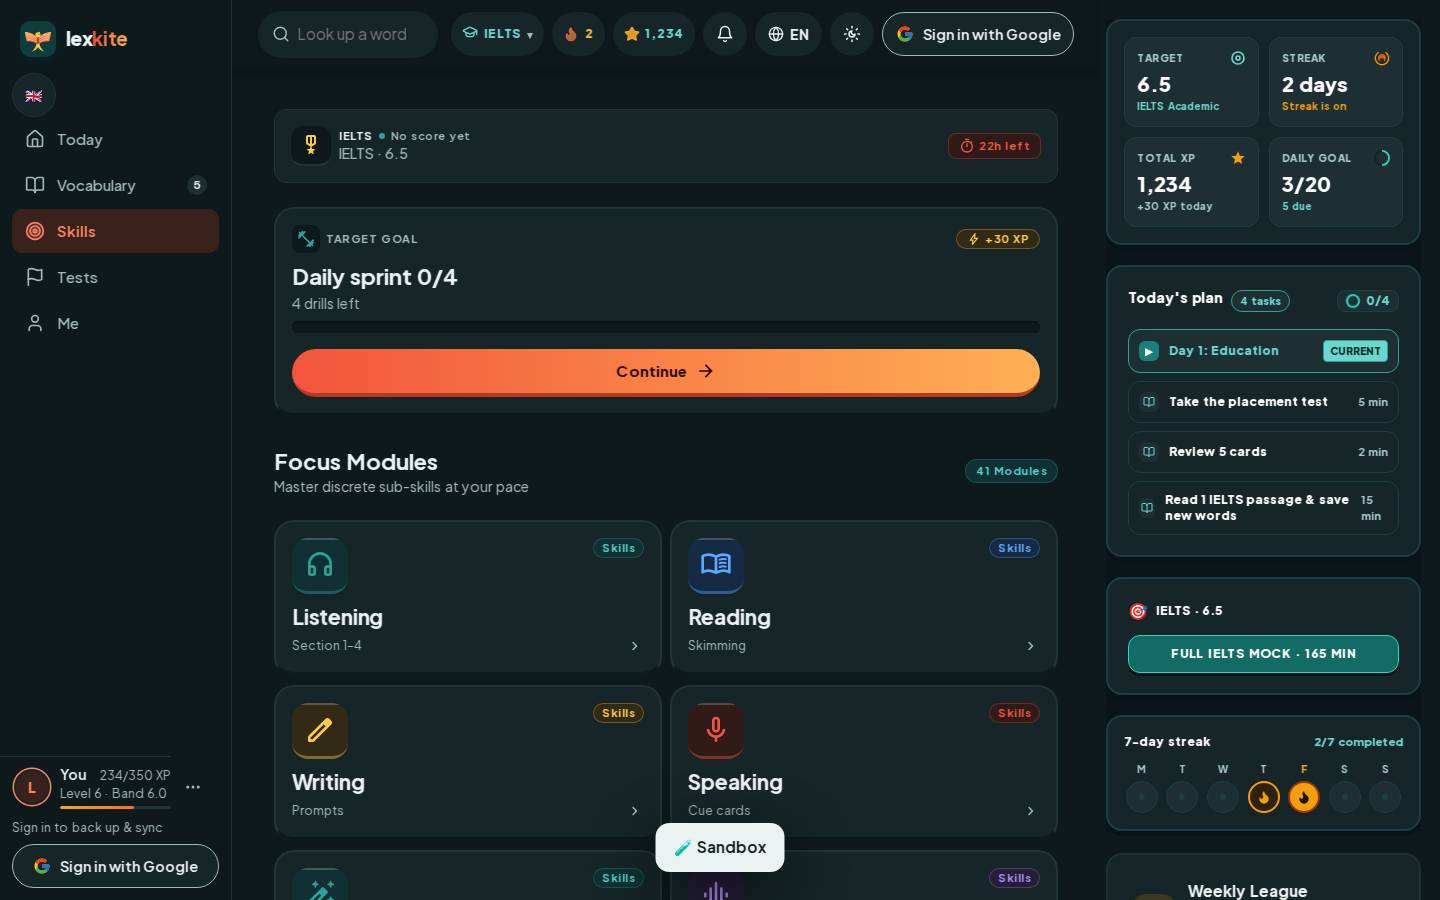 lexkite
Today
Vocabulary 5
Skills
Tests
Me
You 234/350 XP
Level 6 · Band 6.0
L
Sign in to back up & sync
Sign in with Google
Look up a word
IELTS
2
1,234
EN
Sign in with Google
IELTS No score yet
IELTS · 6.5
22h left
TARGET GOAL
+30 XP
Daily sprint 0/4
4 drills left
Continue
Focus Modules
Master discrete sub-skills at your pace
41 Modules
Skills
Listening
Section 1–4
Skills
Reading
Skimming
Skills
Writing
Prompts
Skills
Speaking
Cue cards
Skills
Skills
🧪 Sandbox
TARGET
6.5
IELTS Academic
STREAK
2 days
Streak is on
TOTAL XP
1,234
+30 XP today
DAILY GOAL
3/20
5 due
Today's plan 4 tasks 0/4
Day 1: Education CURRENT
Take the placement test 5 min
Review 5 cards 2 min
Read 1 IELTS passage & save 15
new words min
🎯 IELTS · 6.5
FULL IELTS MOCK · 165 MIN
7-day streak 2/7 completed
M T W T F S S
Weekly League